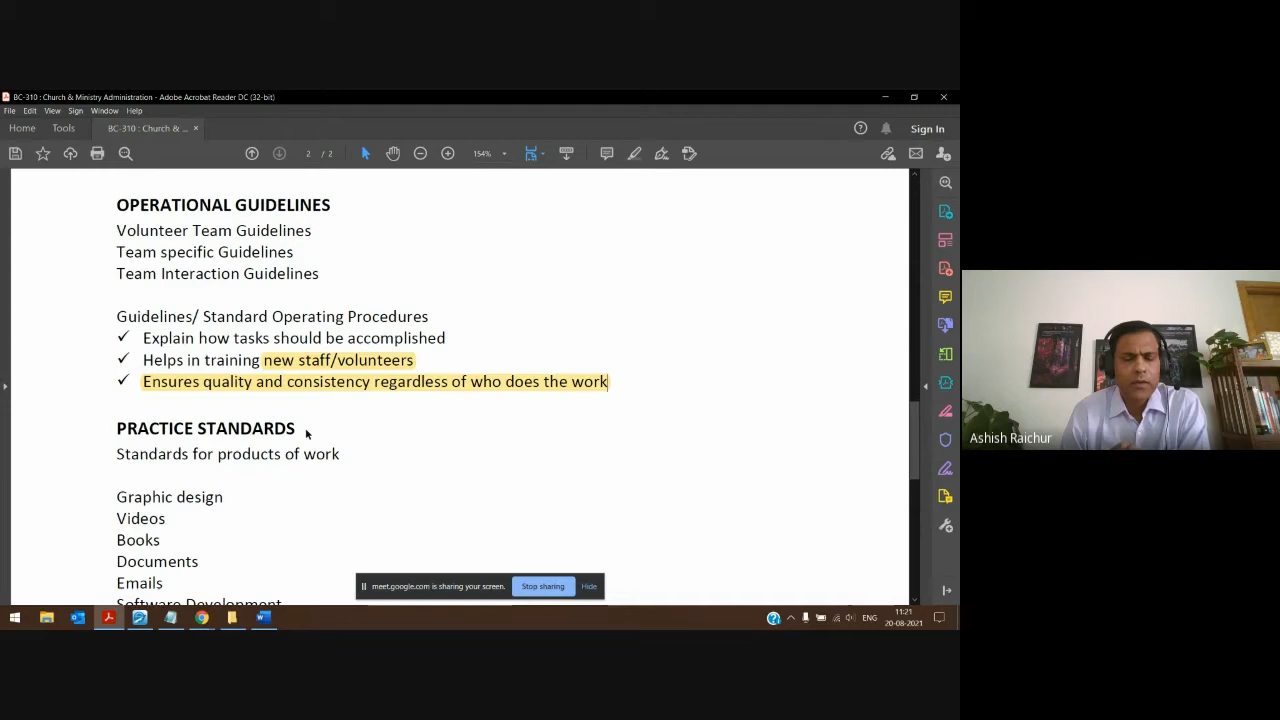 BC-310 : Church & Ministry Administration - Adobe Acrobat Reader DC (32-bit)
File Edit View Sign Window Help
Home Tools BC-310 : Church & ... × Sign In
2 / 2 154%
OPERATIONAL GUIDELINES
Volunteer Team Guidelines
Team specific Guidelines
Team Interaction Guidelines
Guidelines/ Standard Operating Procedures
✓ Explain how tasks should be accomplished
✓ Helps in training new staff/volunteers
✓ Ensures quality and consistency regardless of who does the work
PRACTICE STANDARDS
Standards for products of work
Graphic design
Videos
Books
Documents
Emails
Software Development
meet.google.com is sharing your screen. Stop sharing Hide
Ashish Raichur
ENG
11:21
20-08-2021